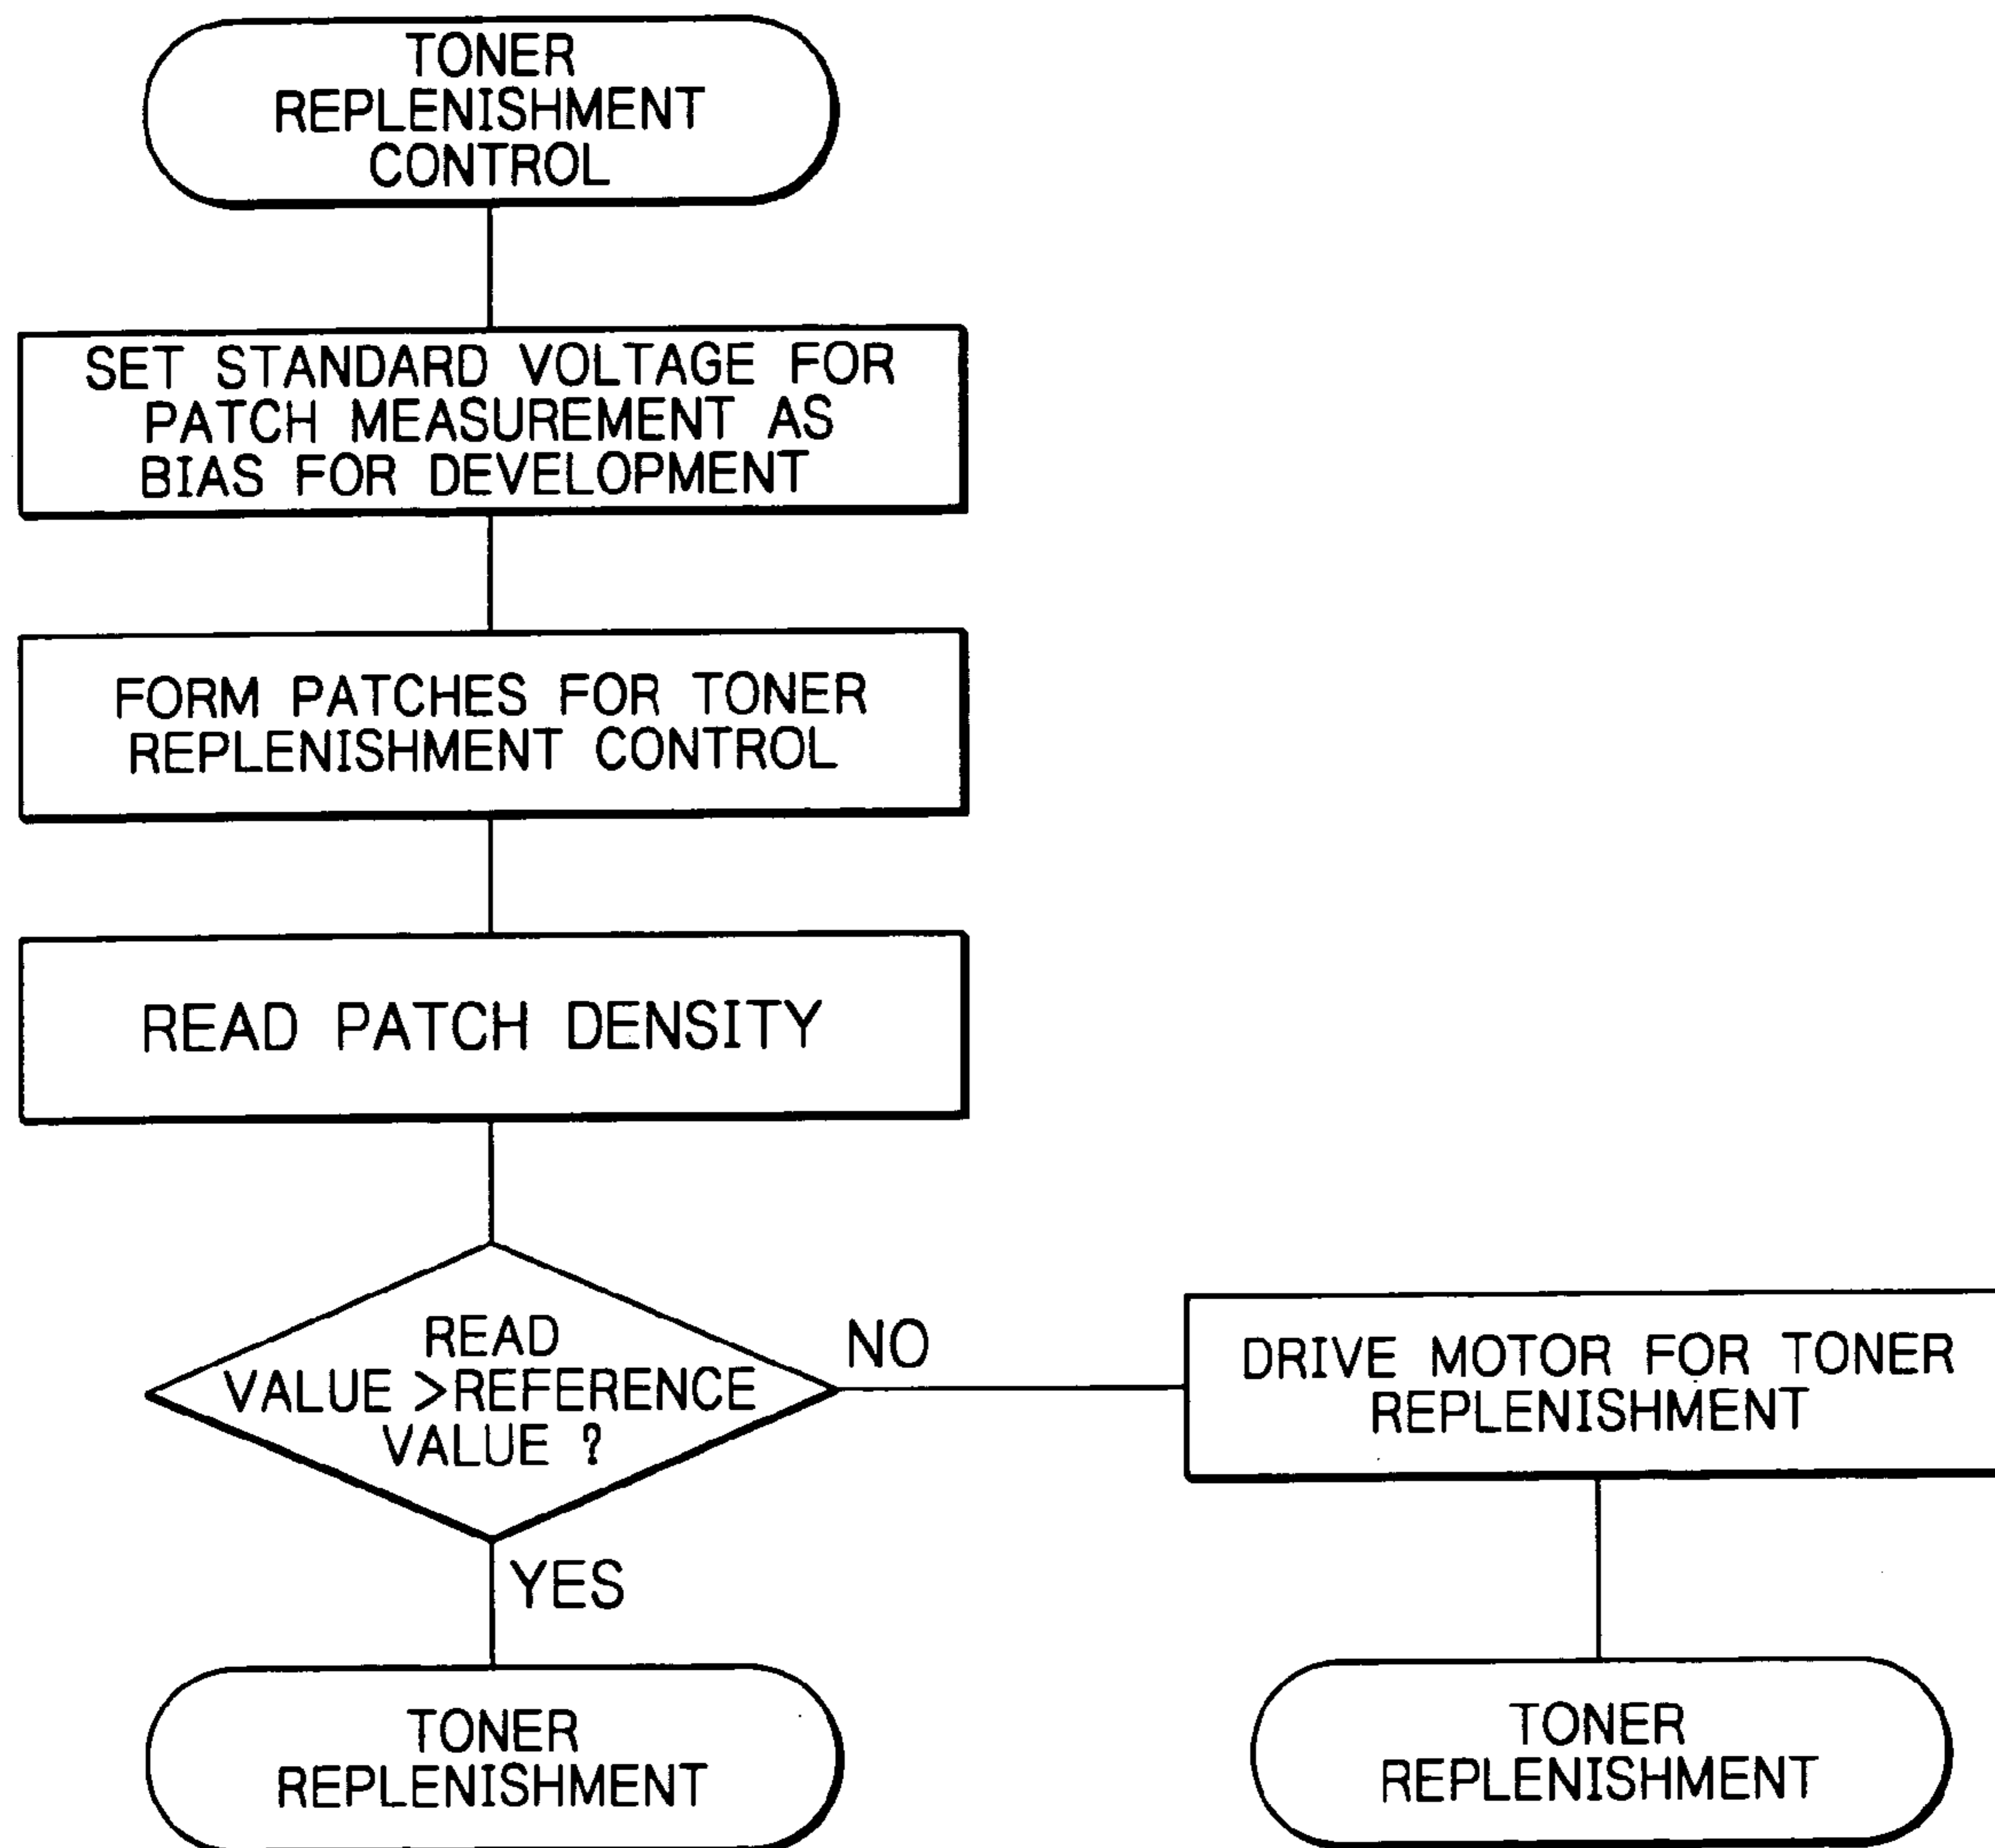 TONER
REPLENISHMENT
CONTROL
SET STANDARD VOLTAGE FOR
PATCH MEASUREMENT AS
BIAS FOR DEVELOPMENT
FORM PATCHES FOR TONER
REPLENISHMENT CONTROL
READ PATCH DENSITY
READ
VALUE >REFERENCE
VALUE ?
NO
DRIVE MOTOR FOR TONER
REPLENISHMENT
YES
TONER
REPLENISHMENT
TONER
REPLENISHMENT